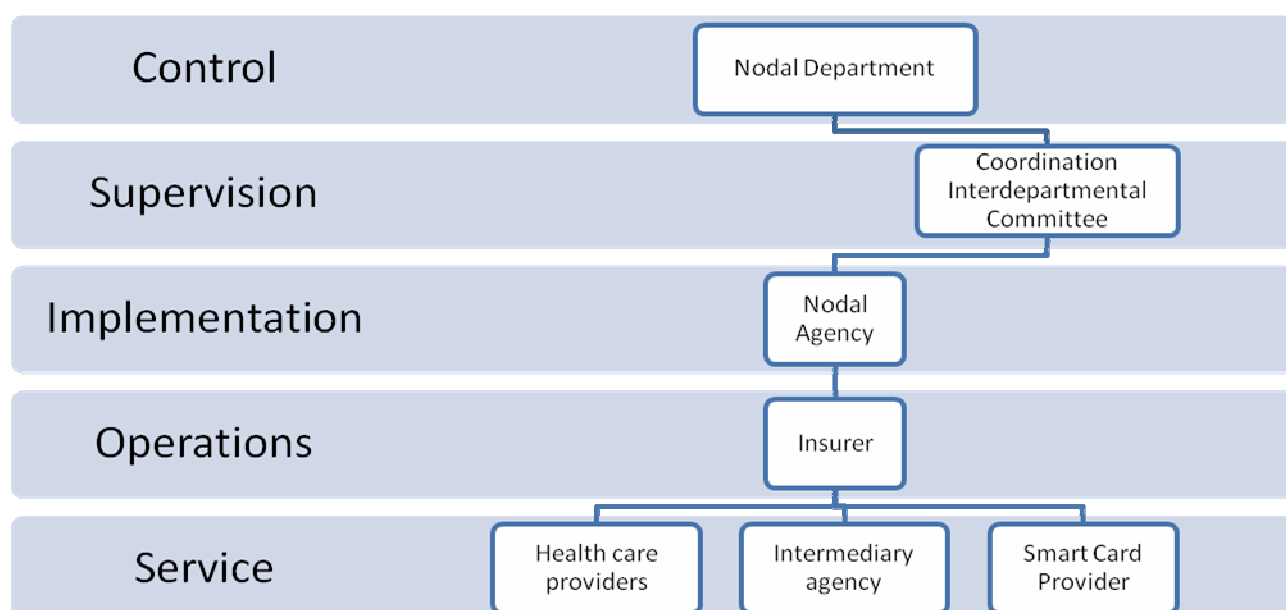 Control
Nodal Department
Supervision
Coordination
Interdepartmental
Committee
Implementation
Nodal
Agency
Operations
Insurer
Service
Health care
providers
Intermediary
agency
Smart Card
Provider